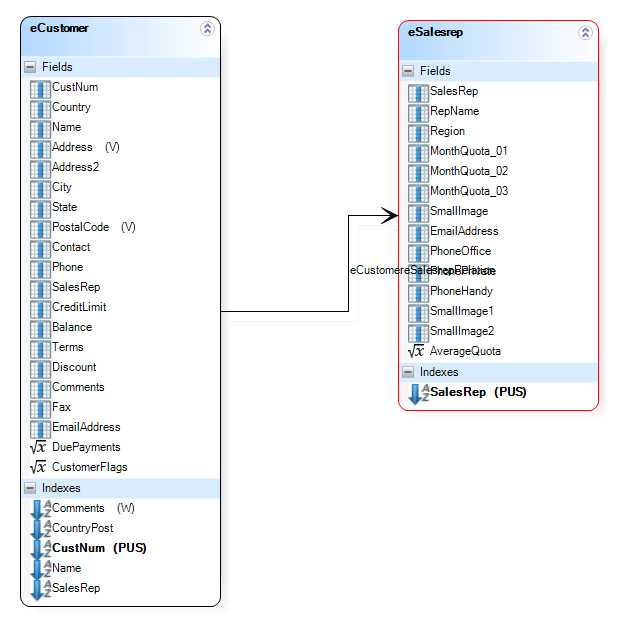 eCustomer
Fields
CustNum
Country
Name
Address (V)
Address2
City
State
PostalCode (V)
Contact
Phone
SalesRep
CreditLimit
Balance
Terms
Discount
Comments
Fax
EmailAddress
√x DuePayments
√x CustomerFlags
Indexes
Comments (W)
CountryPost
CustNum (PUS)
Name
SalesRep
eCustomereSalesrepRelation
eSalesrep
Fields
SalesRep
RepName
Region
MonthQuota_01
MonthQuota_02
MonthQuota_03
SmallImage
EmailAddress
PhoneOffice
PhonePrivate
PhoneHandy
SmallImage1
SmallImage2
√x AverageQuota
Indexes
SalesRep (PUS)